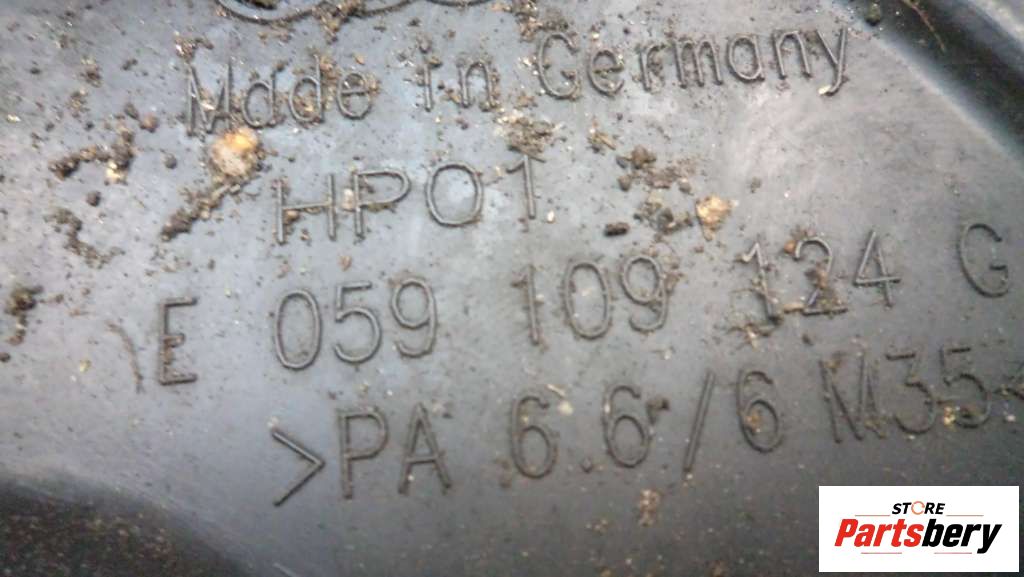 Made in Germany
HP01
E 059 109 124 G
>PA 6.6/6 M35<
STORE
Partsbery